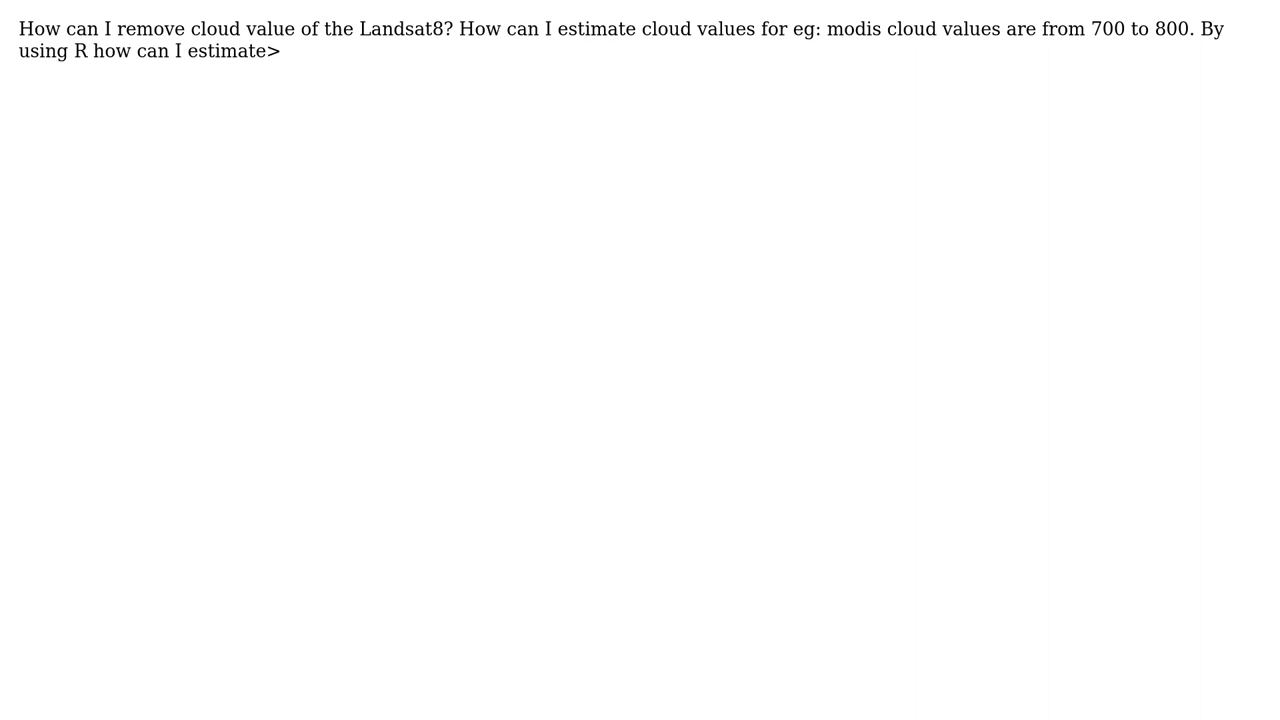 How can I remove cloud value of the Landsat8? How can I estimate cloud values for eg: modis cloud values are from 700 to 800. By
using R how can I estimate>